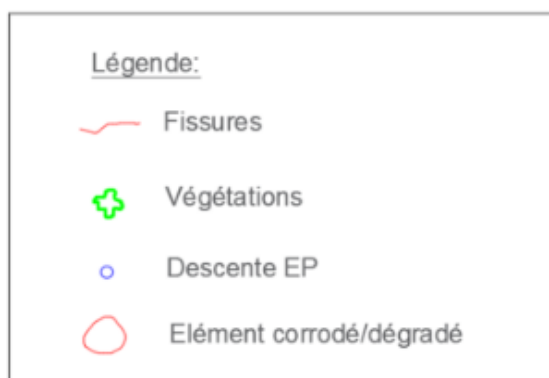 Légende:
Fissures
Végétations
Descente EP
Elément corrodé/dégradé